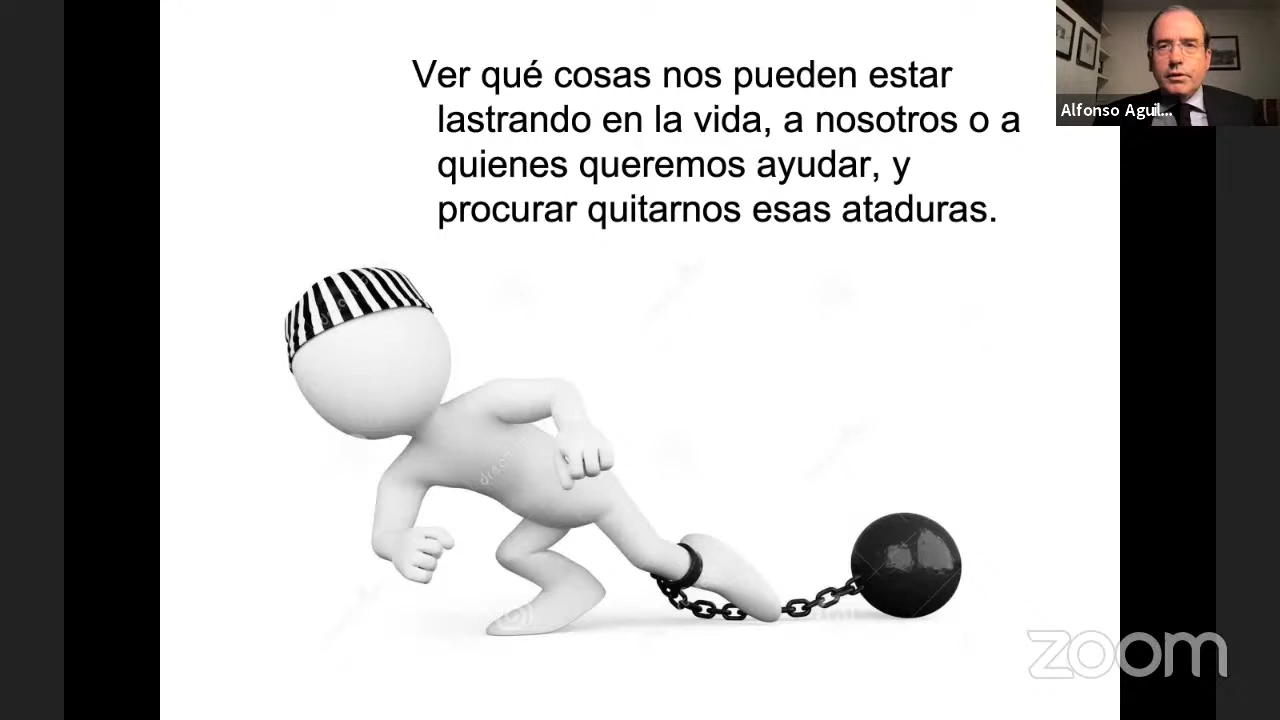 Ver qué cosas nos pueden estar
lastrando en la vida, a nosotros o a
quienes queremos ayudar, y
procurar quitarnos esas ataduras.
Alfonso Aguil...
zoom